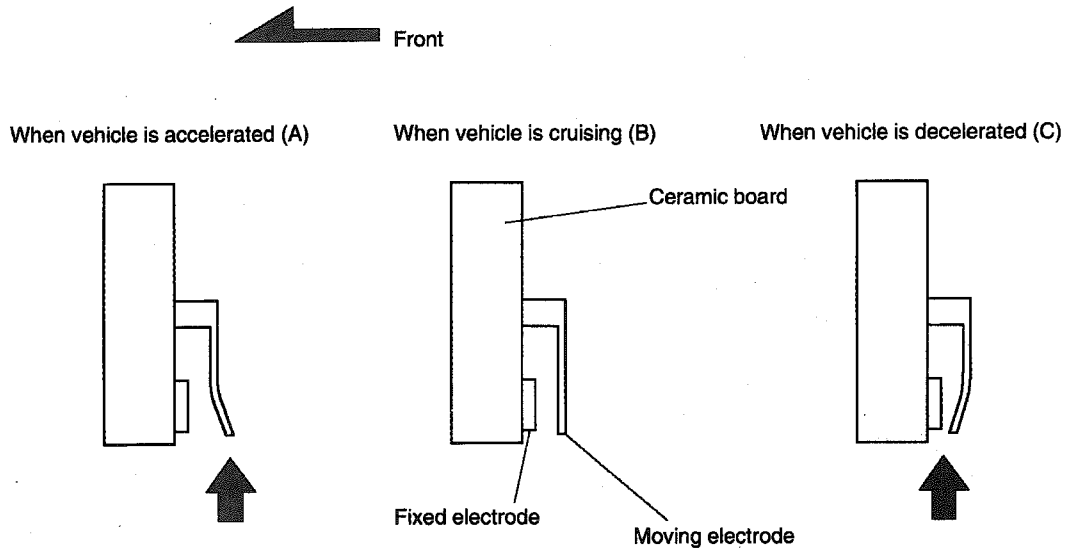 Front
When vehicle is accelerated (A)
When vehicle is cruising (B)
When vehicle is decelerated (C)
Ceramic board
Fixed electrode
Moving electrode